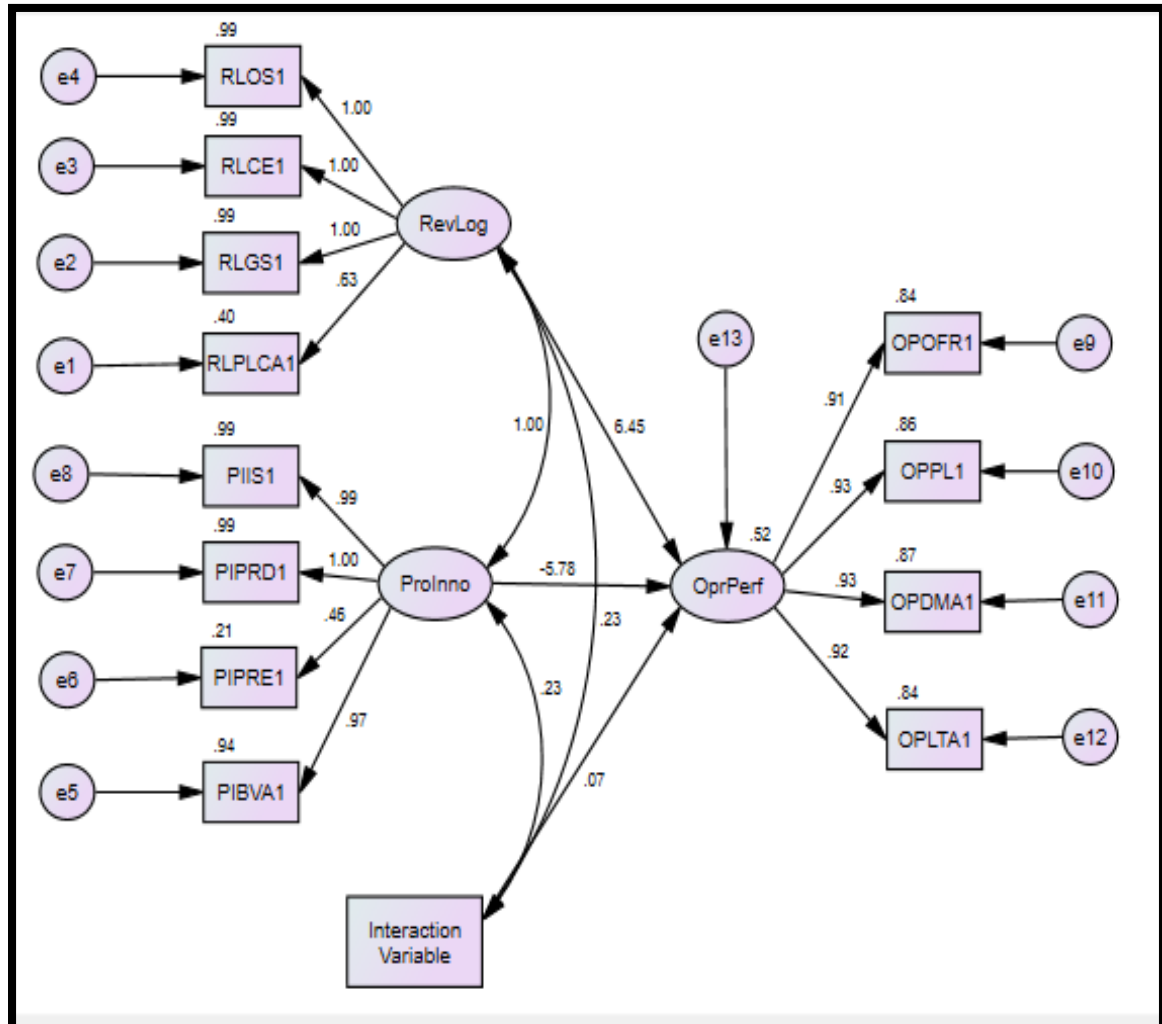 .99
e4
RLOS1
1.00
.99
e3
RLCE1
1.00
RevLog
.99
e2
RLGS1
1.00
.63
.40
e1
RLPLCA1
e13
.84
OPOFR1
e9
1.00
6.45
.91
.99
e8
PIIS1
.99
.86
OPPL1
e10
.93
.52
.99
e7
PIPRD1
1.00
ProInno
-5.78
OprPerf
.93
.87
OPDMA1
e11
.46
.23
.21
e6
PIPRE1
.23
.92
.97
.84
OPLTA1
e12
.94
e5
PIBVA1
.07
Interaction
Variable